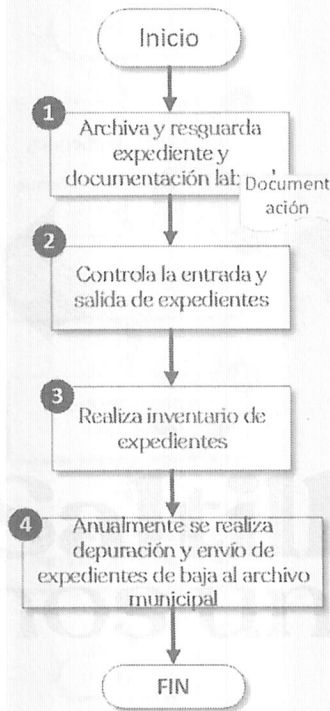 Inicio
1
Archiva y resguarda
expediente y
documentación
Document
ación
2
Controla la entrada y
salida de expedientes
3
Realiza inventario de
expedientes
4
Anualmente se realiza
depuración y envío de
expedientes de baja al archivo
municipal
FIN